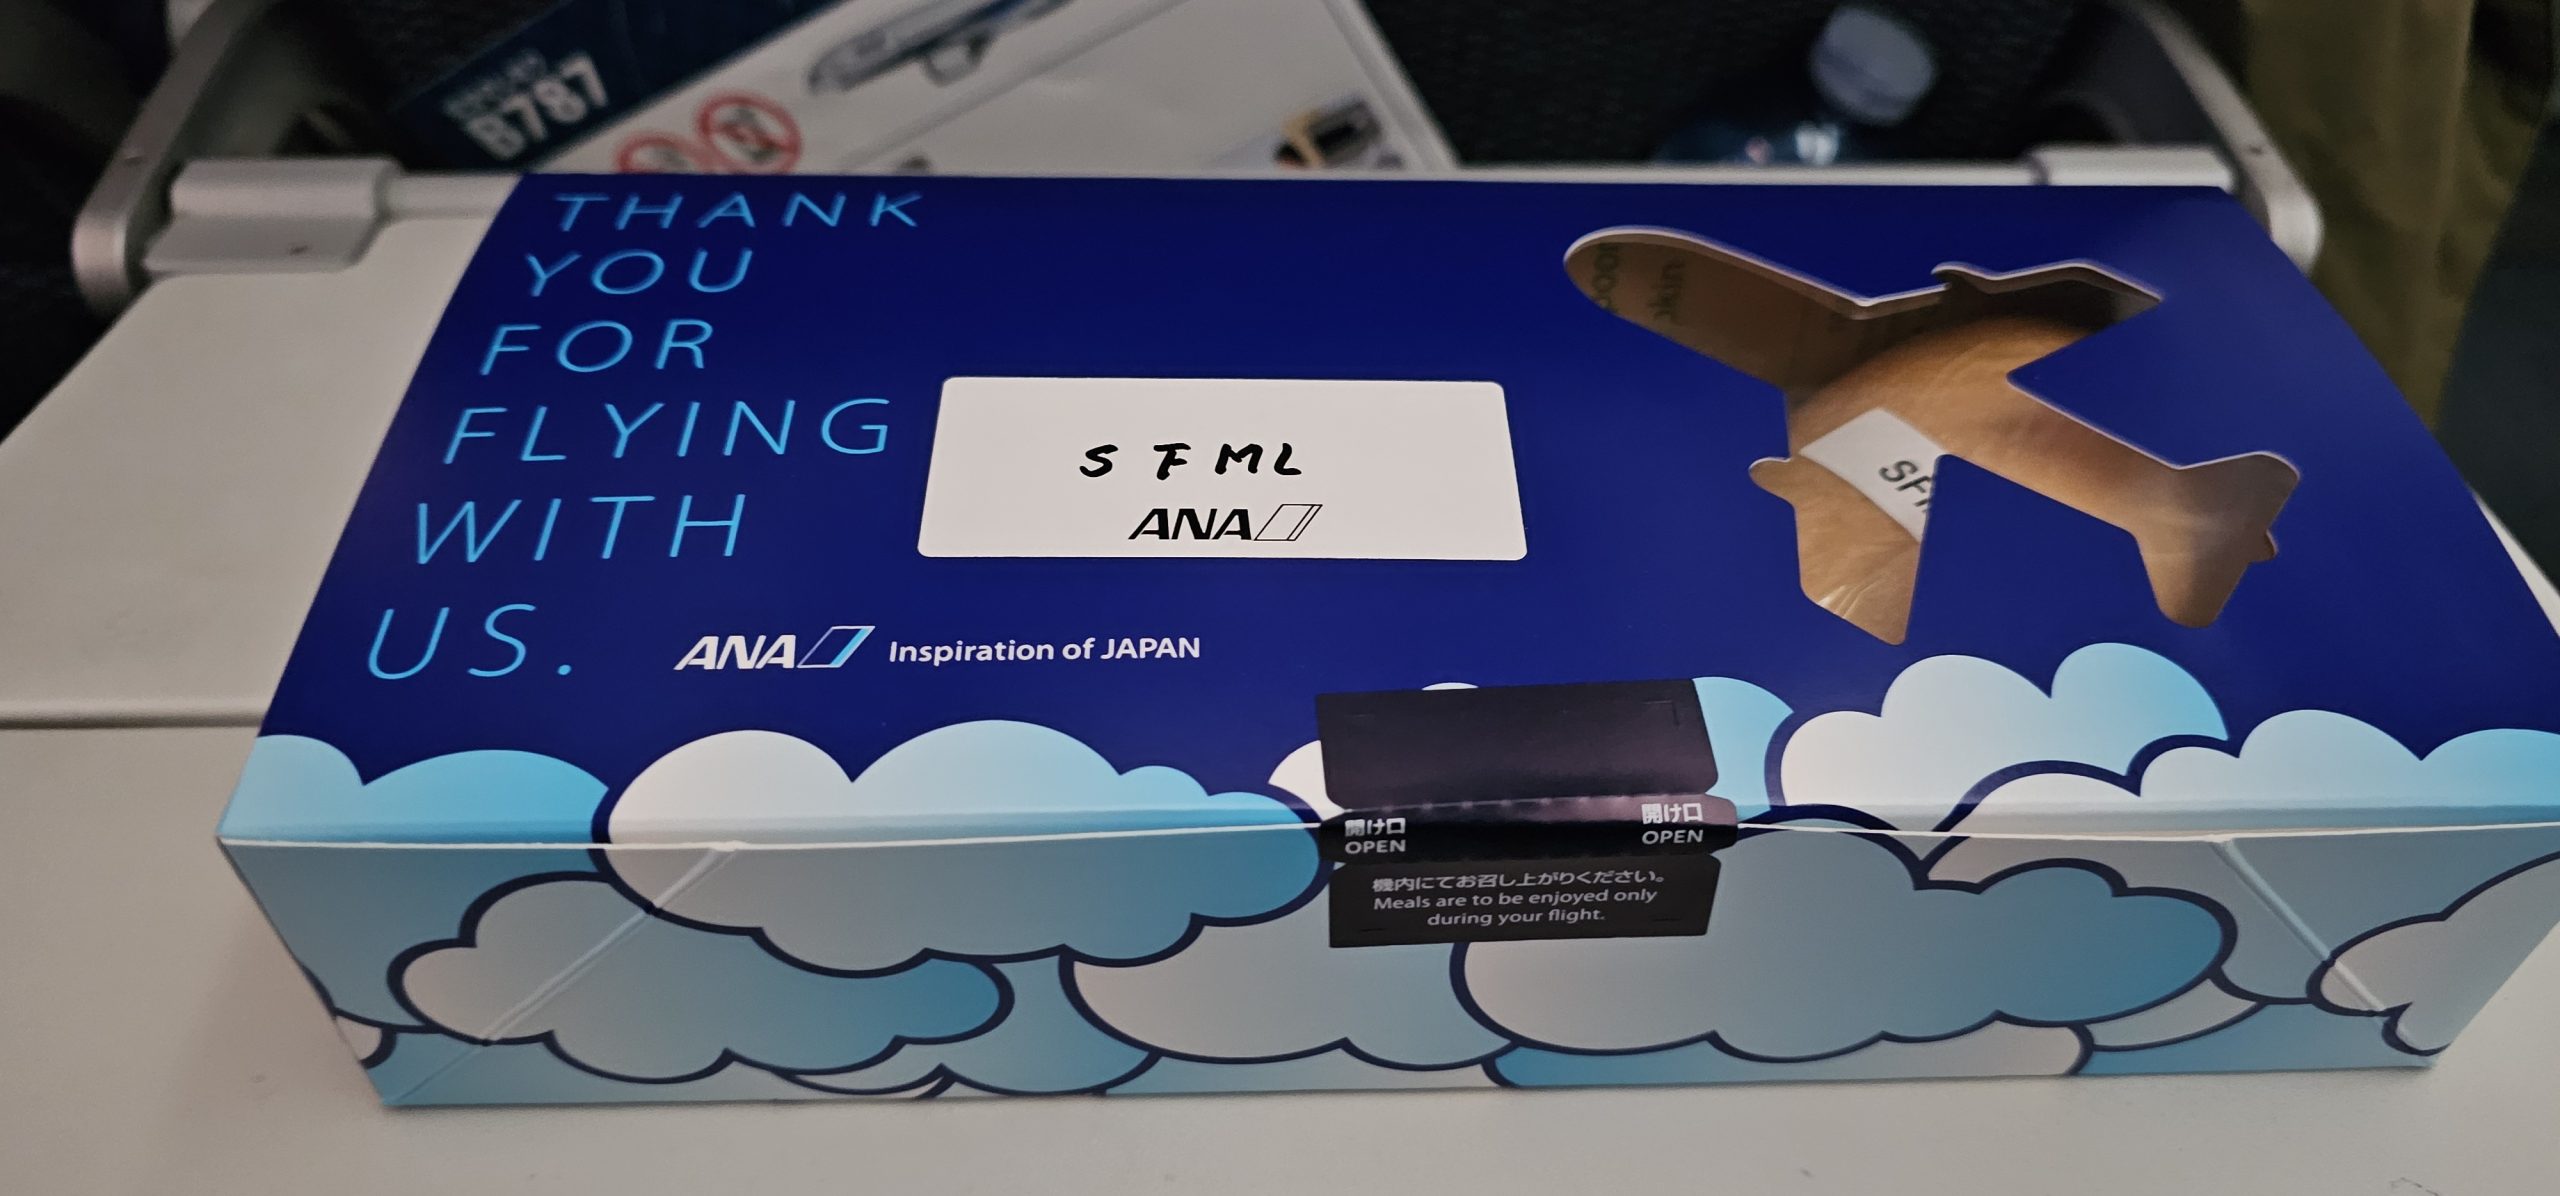 B787
THANK
YOU
FOR
FLYING
WITH
US.
SFML
ANA
ANA Inspiration of JAPAN
SF
開け口
OPEN
開け口
OPEN
機内にてお召し上がりください。
Meals are to be enjoyed only
during your flight.